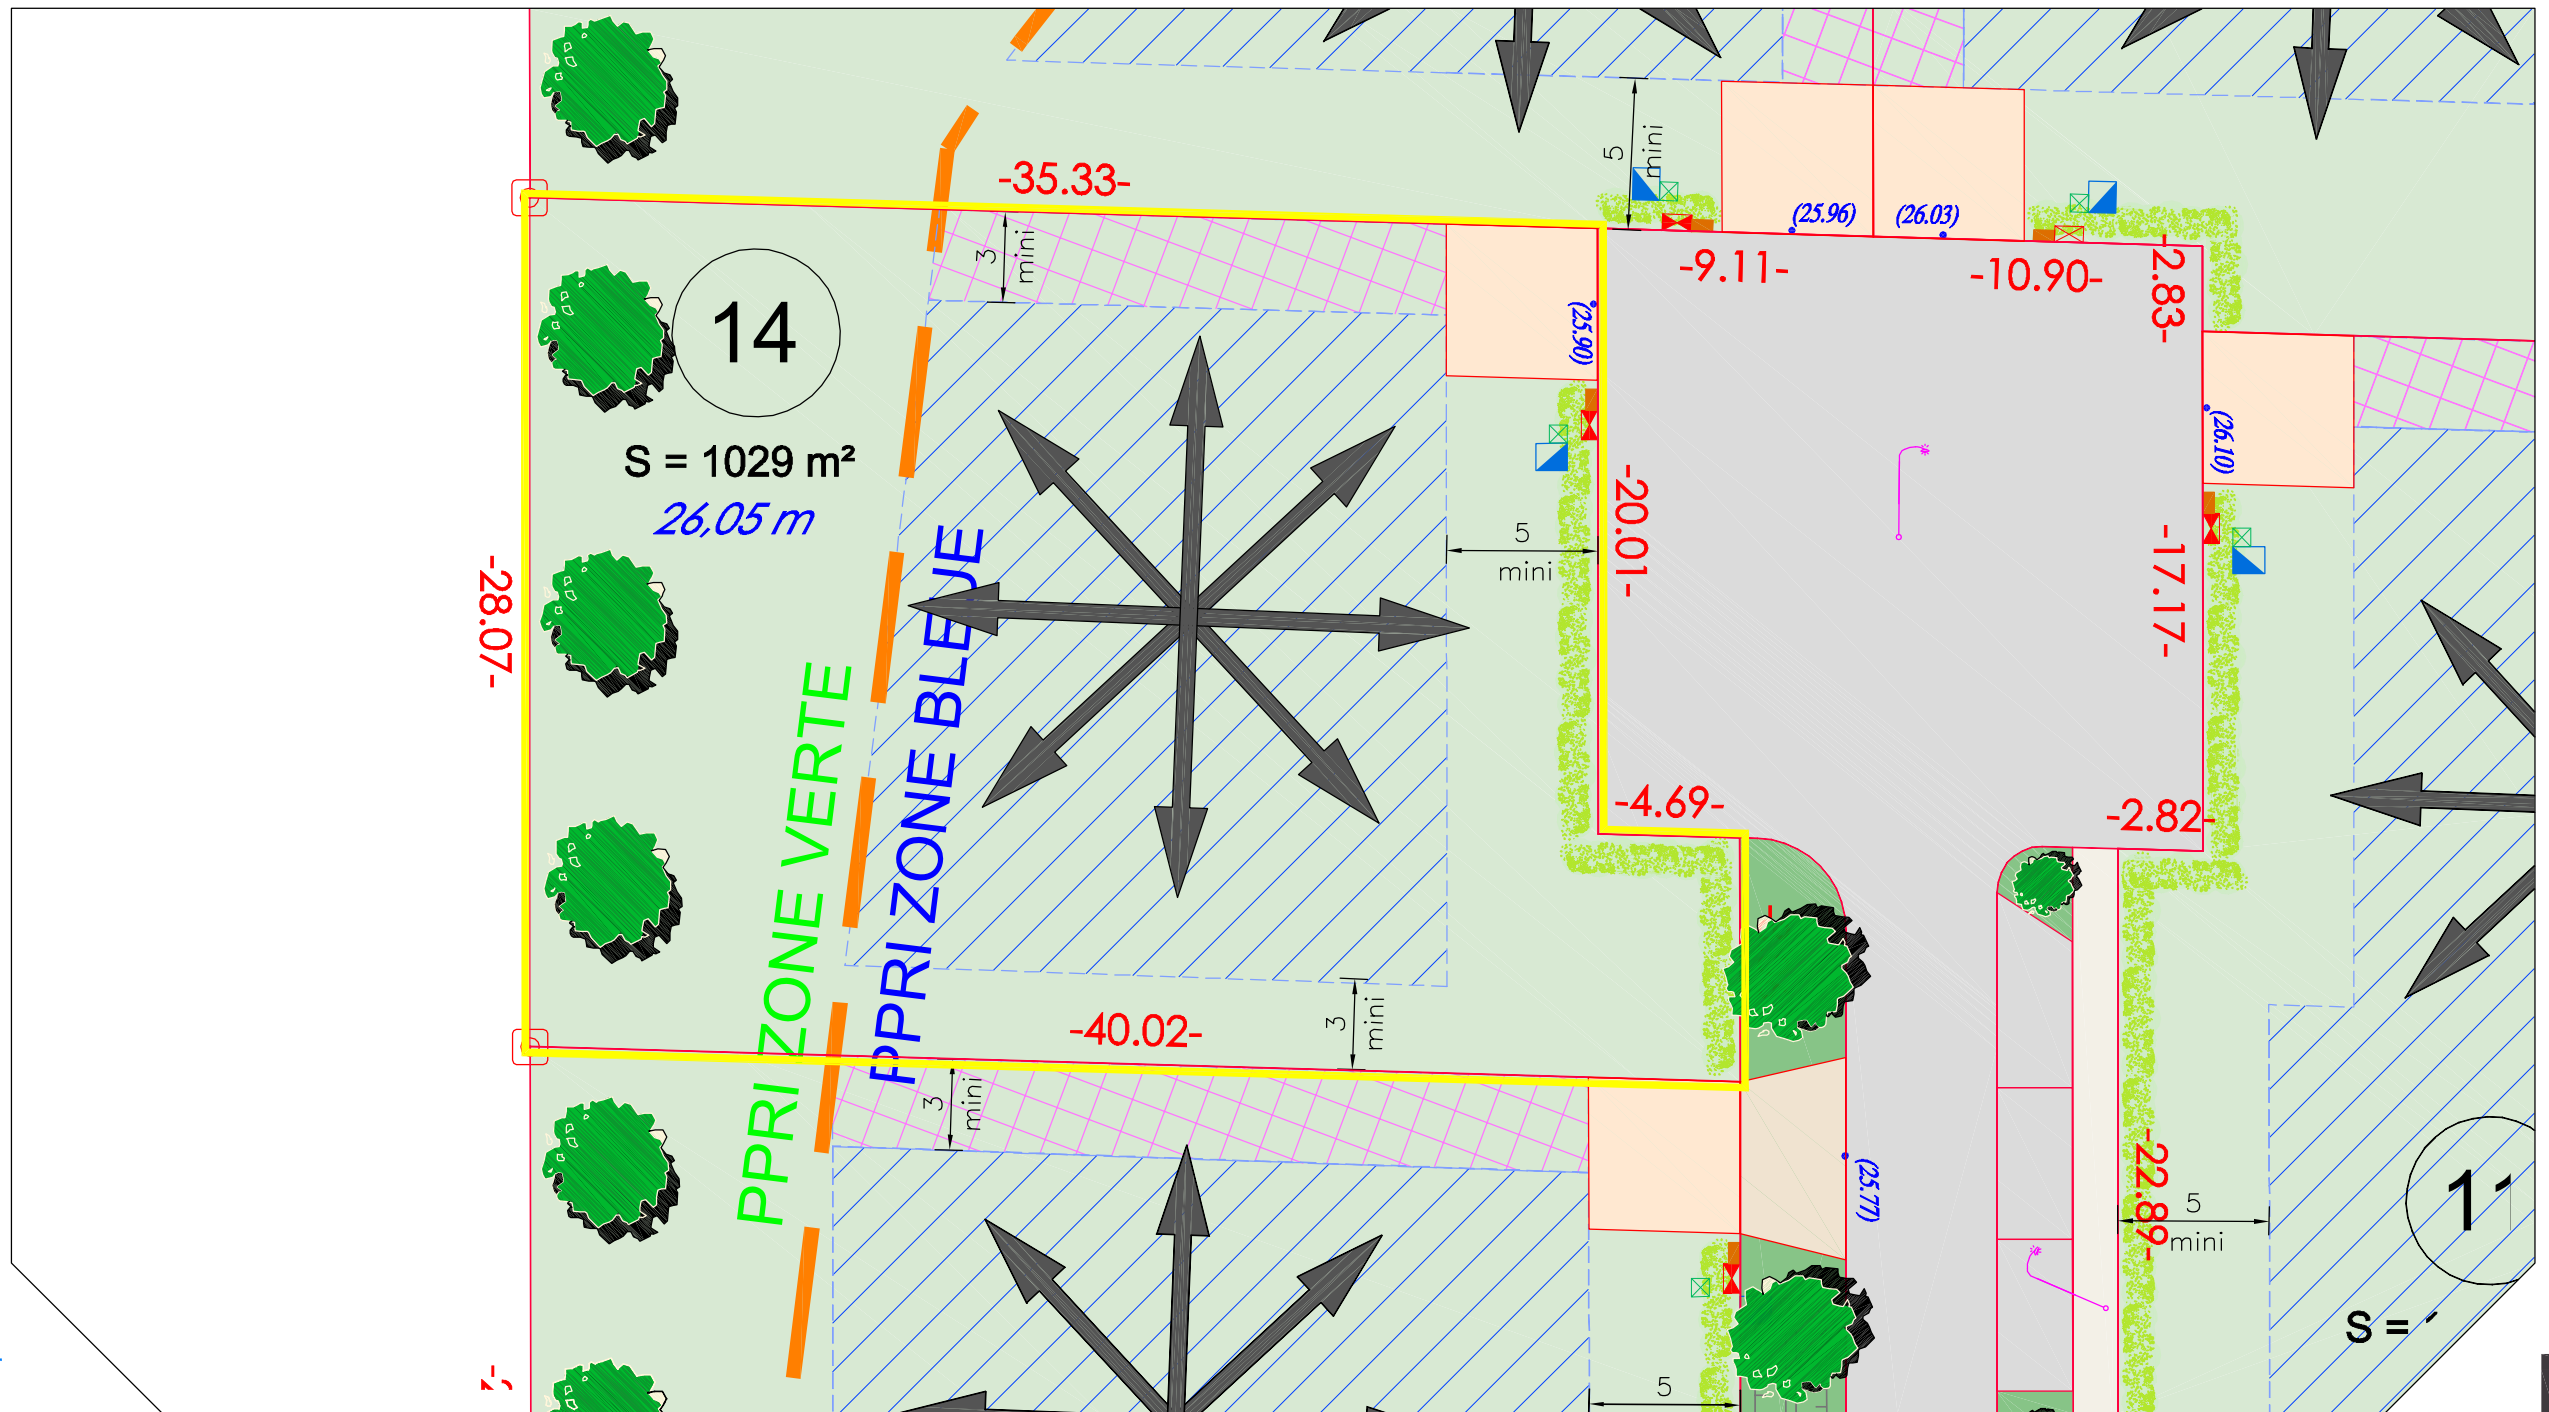 -35.33-
5
mini
(25.96)
(26.03)
-9.11-
-10.90-
-2.83-
3
mini
14
(25.90)
S = 1029 m²
26,05 m
(26.10)
-20.01-
5
mini
-17.17-
-28.07-
PPRI ZONE VERTE
PPRI ZONE BLEUE
-4.69-
-2.82-
-40.02-
3
mini
3
mini
(25.77)
-22.89-
5
mini
11
S =
5